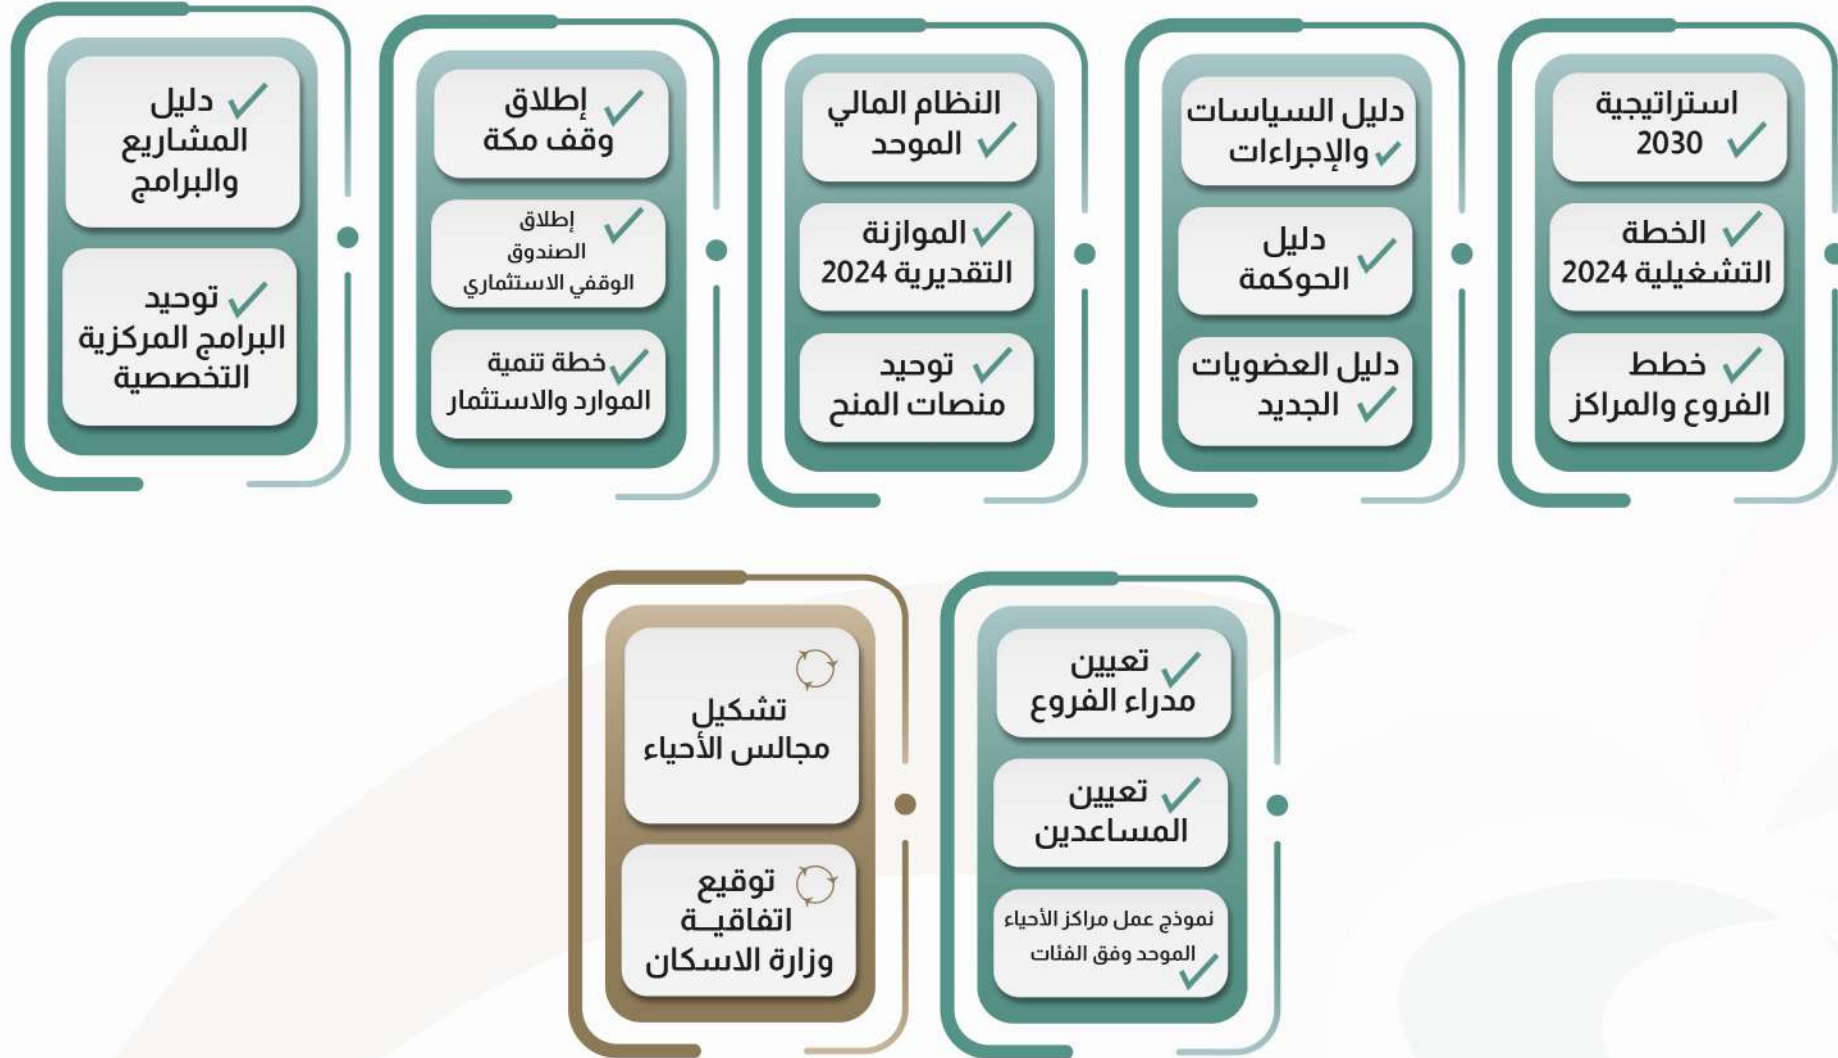 استراتيجية
2030
الخطة
التشغيلية 2024
خطط
الفروع والمراكز
دليل السياسات
والإجراءات
دليل
الحوكمة
دليل العضويات
الجديد
النظام المالي
الموحد
الموازنة
التقديرية 2024
توحيد
منصات المنح
إطلاق
وقف مكة
إطلاق
الصندوق
الوقفي الاستثماري
خطة تنمية
الموارد والاستثمار
دليل
المشاريع
والبرامج
توحيد
البرامج المركزية
التخصصية
تعيين
مدراء الفروع
تعيين
المساعدين
نموذج عمل مراكز الأحياء
الموحد وفق الفئات
تشكيل
مجالس الأحياء
توقيع
اتفاقيــة
وزارة الاسكان